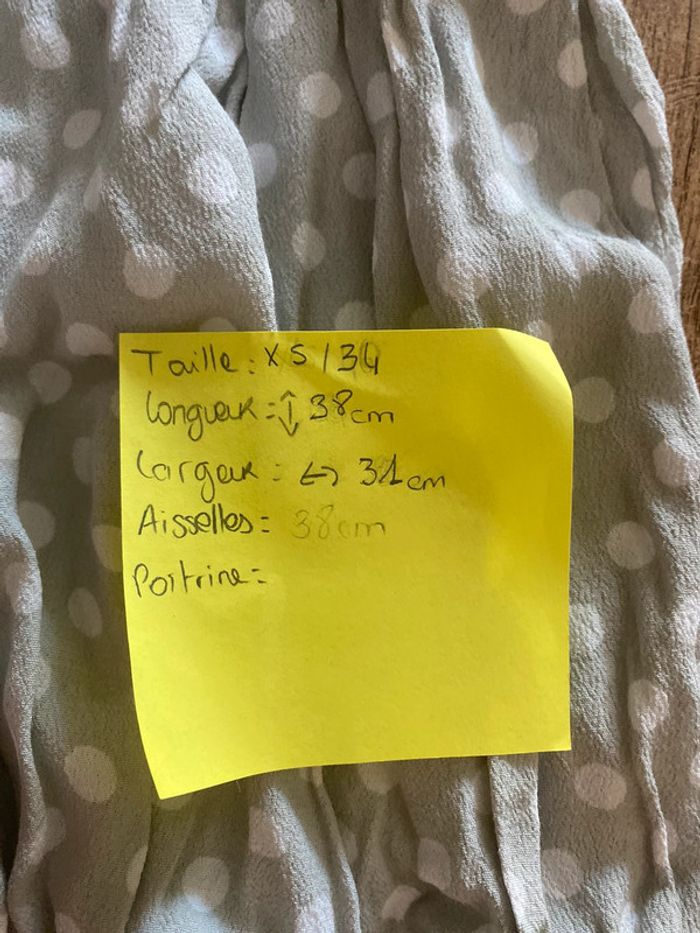 Taille : XS / 34
Longueur = ↕ 38cm
Largeur = ↔ 31cm
Aisselles = 38cm
Poitrine =